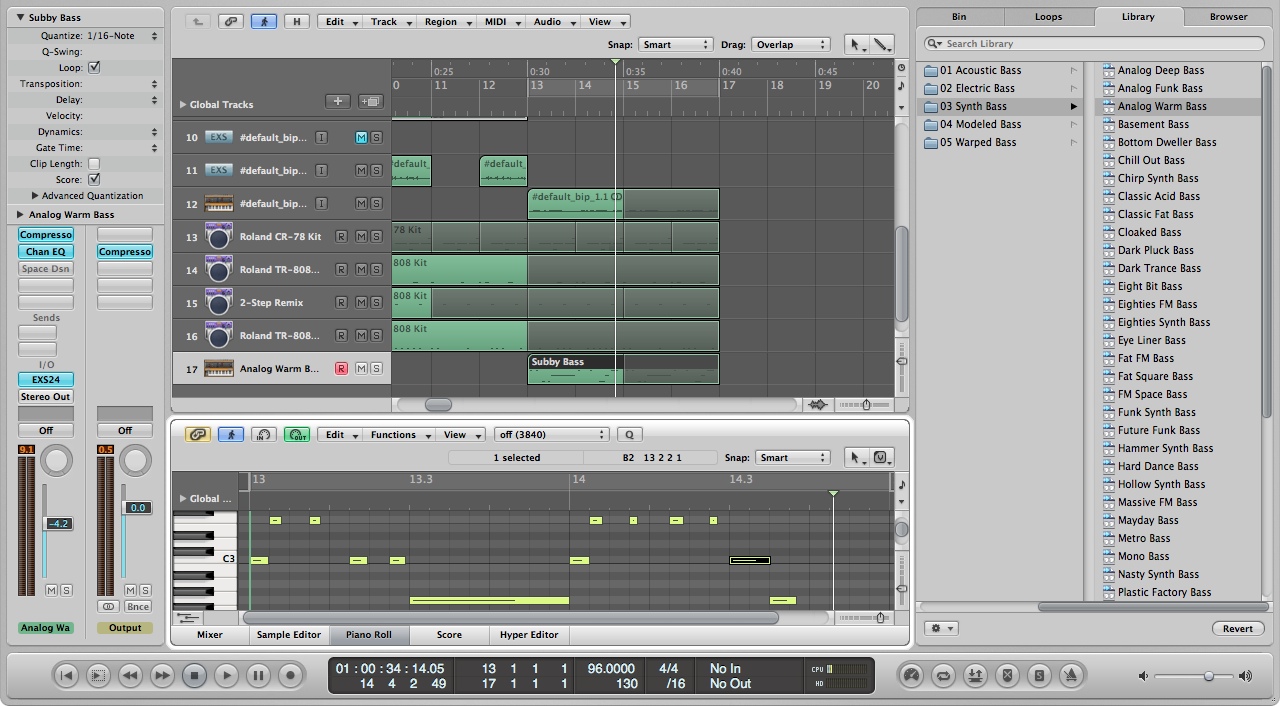 Subby Bass
Quantize: 1/16-Note
Q-Swing:
Loop:
Transposition:
Delay:
Velocity:
Dynamics:
Gate Time:
Clip Length:
Score:
Advanced Quantization
Analog Warm Bass
Compresso
Chan EQ
Compresso
Space Dsn
Sends
I/O
EXS24
Stereo Out
Off
Off
9.1
0.5
0.0
-4.2
M S
M S
Bnce
Analog Wa
Output
H
Edit
Track
Region
MIDI
Audio
View
Snap: Smart
Drag: Overlap
0:25
0:30
0:35
0:40
0:45
0
11
12
13
14
15
16
17
18
19
20
Global Tracks
10 EXS #default_bip... I M S
11 EXS #default_bip... I M S
#default_
#default_
12 #default_bip... I M S
#default_bip_1.1 CD
13 Roland CR-78 Kit R M S
78 Kit
14 Roland TR-808... R M S
808 Kit
15 2-Step Remix R M S
808 Kit
16 Roland TR-808... R M S
808 Kit
17 Analog Warm B... R M S
Subby Bass
IN
OUT
Edit
Functions
View
off (3840)
Q
1 selected
B2 13 2 2 1
Snap: Smart
13
13.3
14
14.3
Global ...
C3
Mixer
Sample Editor
Piano Roll
Score
Hyper Editor
Bin
Loops
Library
Browser
Search Library
01 Acoustic Bass
02 Electric Bass
03 Synth Bass
04 Modeled Bass
05 Warped Bass
Analog Deep Bass
Analog Funk Bass
Analog Warm Bass
Basement Bass
Bottom Dweller Bass
Chill Out Bass
Chirp Synth Bass
Classic Acid Bass
Classic Fat Bass
Cloaked Bass
Dark Pluck Bass
Dark Trance Bass
Eight Bit Bass
Eighties FM Bass
Eighties Synth Bass
Eye Liner Bass
Fat FM Bass
Fat Square Bass
FM Space Bass
Funk Synth Bass
Future Funk Bass
Hammer Synth Bass
Hard Dance Bass
Hollow Synth Bass
Massive FM Bass
Mayday Bass
Metro Bass
Mono Bass
Nasty Synth Bass
Plastic Factory Bass
Revert
01 : 00 : 34 : 14.05
14 4 2 49
13 1 1 1
17 1 1 1
96.0000
130
4/4
/16
No In
No Out
CPU
HD
S